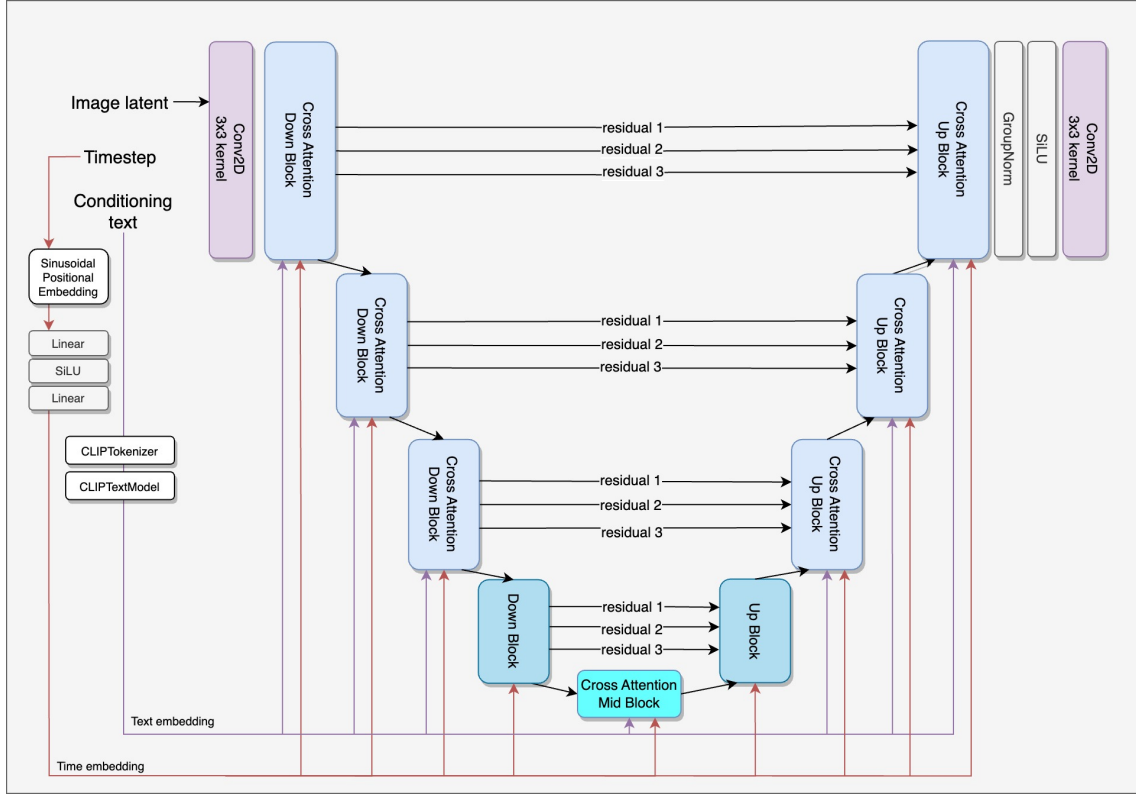 Image latent
Timestep
Conditioning
text
Sinusoidal
Positional
Embedding
Linear
SiLU
Linear
CLIPTokenizer
CLIPTextModel
Conv2D
3x3 kernel
Cross Attention
Down Block
residual 1
residual 2
residual 3
Cross Attention
Up Block
GroupNorm
SiLU
Conv2D
3x3 kernel
Cross Attention
Down Block
residual 1
residual 2
residual 3
Cross Attention
Up Block
Cross Attention
Down Block
residual 1
residual 2
residual 3
Cross Attention
Up Block
Down Block
residual 1
residual 2
residual 3
Up Block
Cross Attention
Mid Block
Text embedding
Time embedding